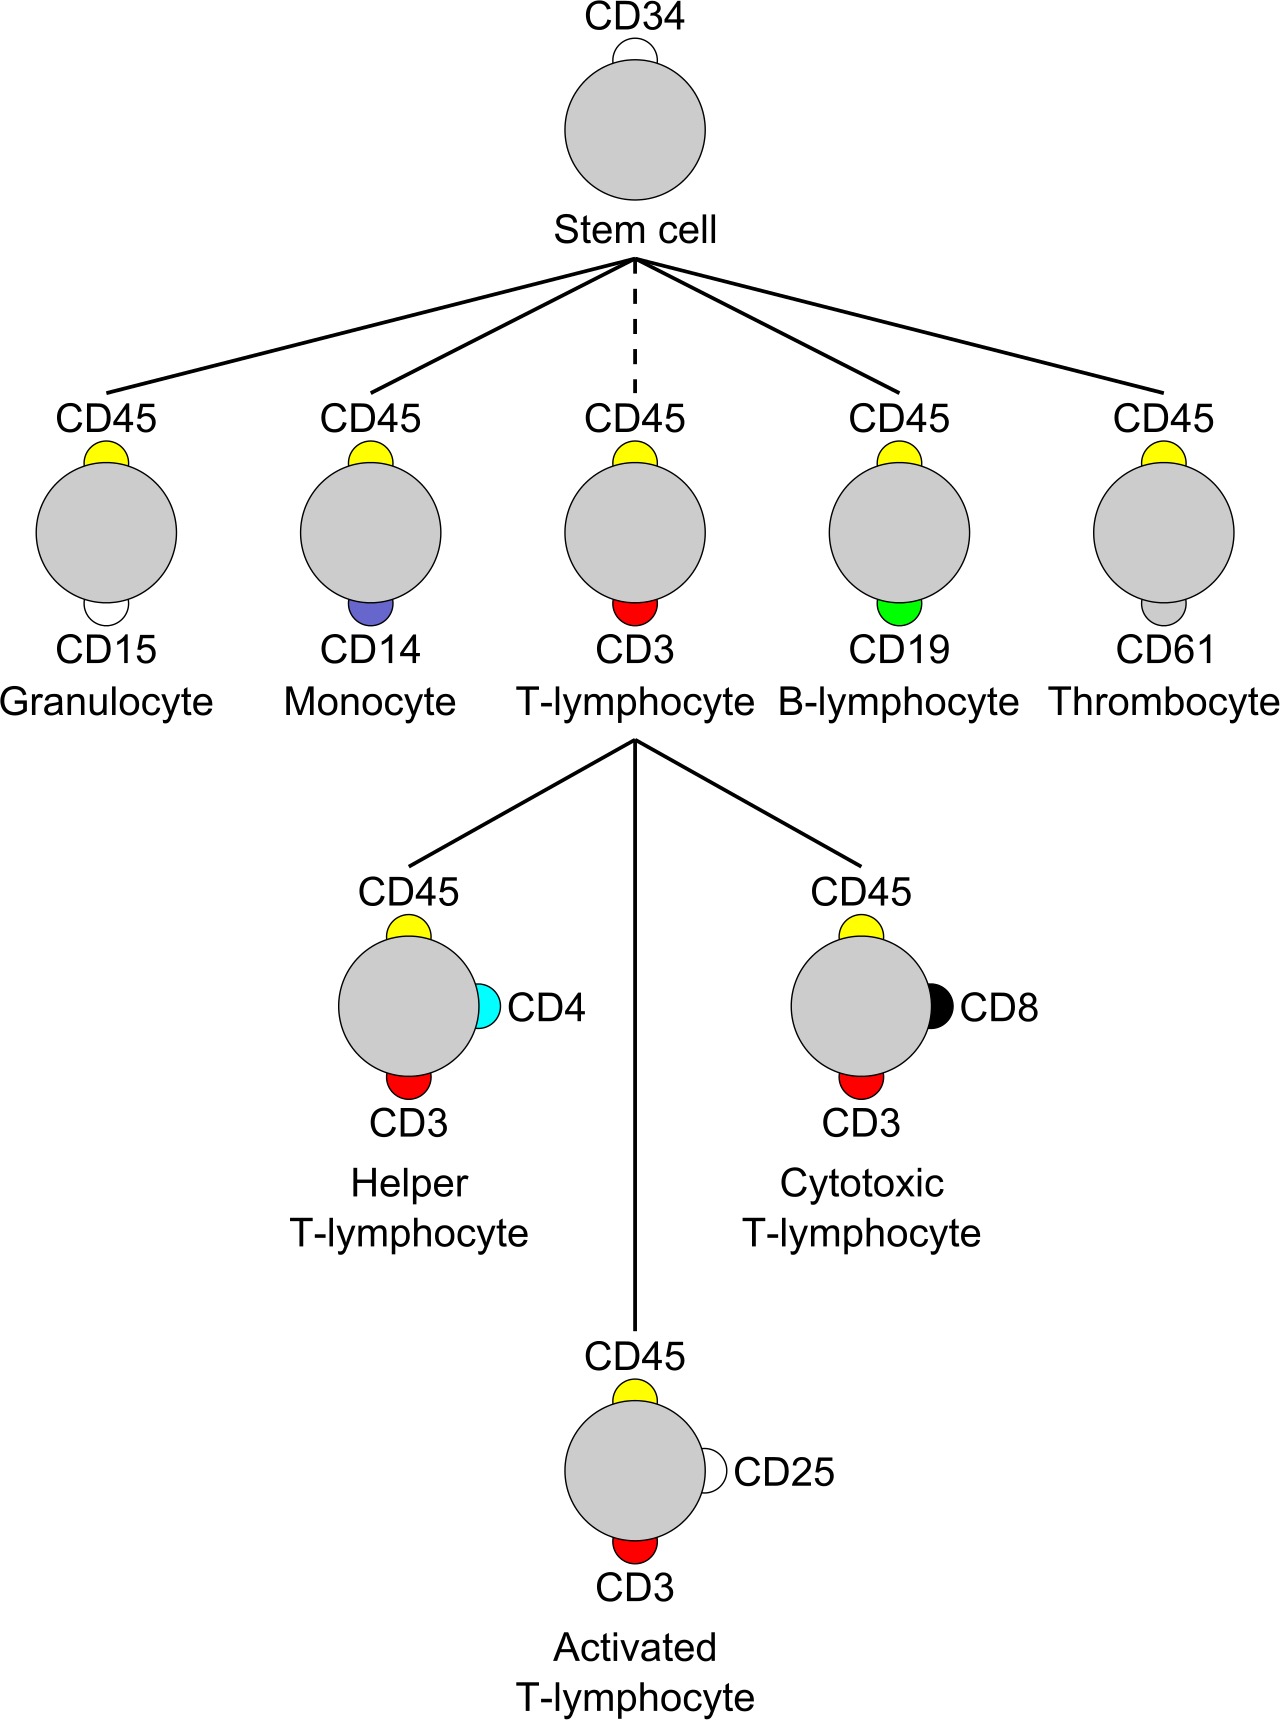 CD34
Stem cell
CD45 CD45 CD45 CD45 CD45
CD15 CD14 CD3 CD19 CD61
Granulocyte Monocyte T-lymphocyte B-lymphocyte Thrombocyte
CD45 CD45
CD4 CD8
CD3 CD3
Helper Cytotoxic
T-lymphocyte T-lymphocyte
CD45
CD25
CD3
Activated
T-lymphocyte